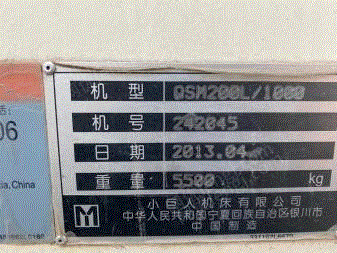 机型 QSM200L/1000
机号 242045
日期 2013.04
重量 5500 kg
小巨人机床有限公司
中华人民共和国宁夏回族自治区银川市
中国制造
06
China